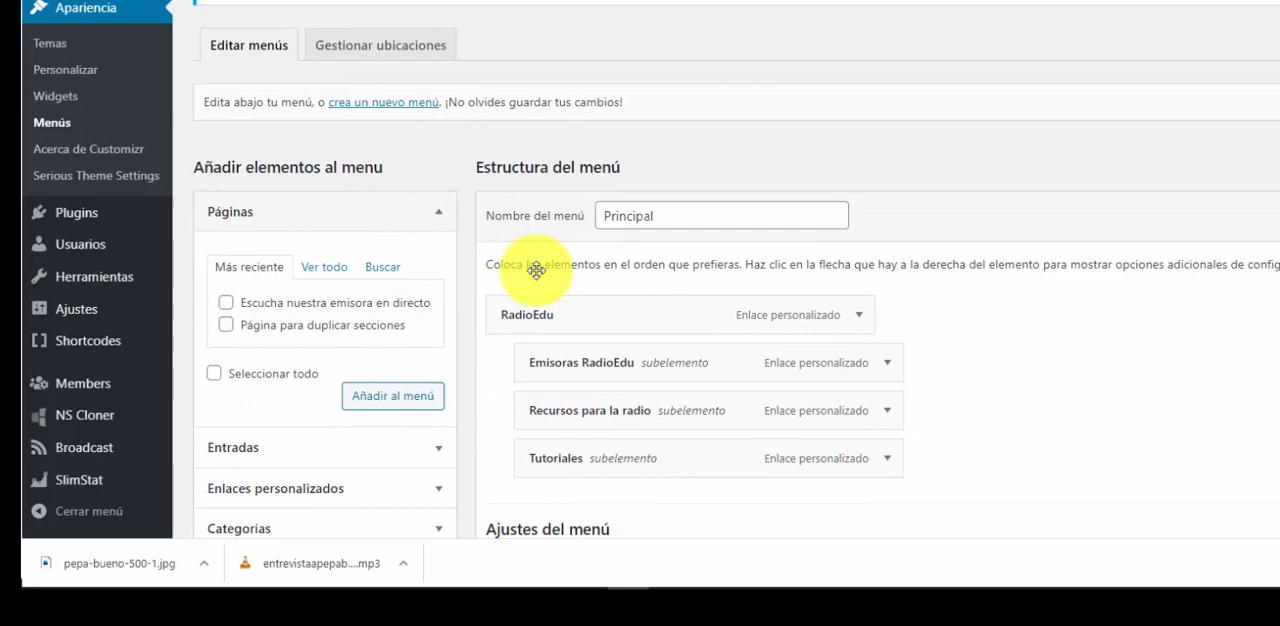 Apariencia
Temas
Personalizar
Widgets
Menús
Acerca de Customizr
Serious Theme Settings
Plugins
Usuarios
Herramientas
Ajustes
Shortcodes
Members
NS Cloner
Broadcast
SlimStat
Cerrar menú
Editar menús Gestionar ubicaciones
Edita abajo tu menú, o crea un nuevo menú. ¡No olvides guardar tus cambios!
Añadir elementos al menu
Páginas
Más reciente Ver todo Buscar
Escucha nuestra emisora en directo
Página para duplicar secciones
Seleccionar todo
Añadir al menú
Entradas
Enlaces personalizados
Categorías
Estructura del menú
Nombre del menú Principal
Coloca los elementos en el orden que prefieras. Haz clic en la flecha que hay a la derecha del elemento para mostrar opciones adicionales de config
RadioEdu Enlace personalizado
Emisoras RadioEdu subelemento Enlace personalizado
Recursos para la radio subelemento Enlace personalizado
Tutoriales subelemento Enlace personalizado
Ajustes del menú
pepa-bueno-500-1.jpg entrevistaapepab....mp3